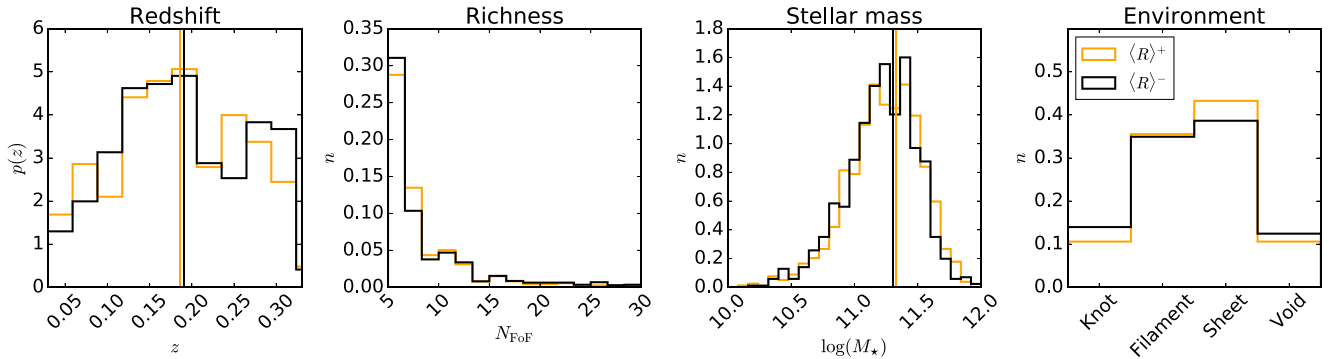 Redshift
6
5
4
3
2
1
0
p(z)
0.05 0.10 0.15 0.20 0.25 0.30
z
Richness
0.35
0.30
0.25
0.20
0.15
0.10
0.05
0.00
n
5 10 15 20 25 30
N_FoF
Stellar mass
1.8
1.6
1.4
1.2
1.0
0.8
0.6
0.4
0.2
0.0
n
10.0 10.5 11.0 11.5 12.0
log(M⋆)
Environment
0.5
0.4
0.3
0.2
0.1
0.0
n
⟨R⟩⁺
⟨R⟩⁻
Knot Filament Sheet Void